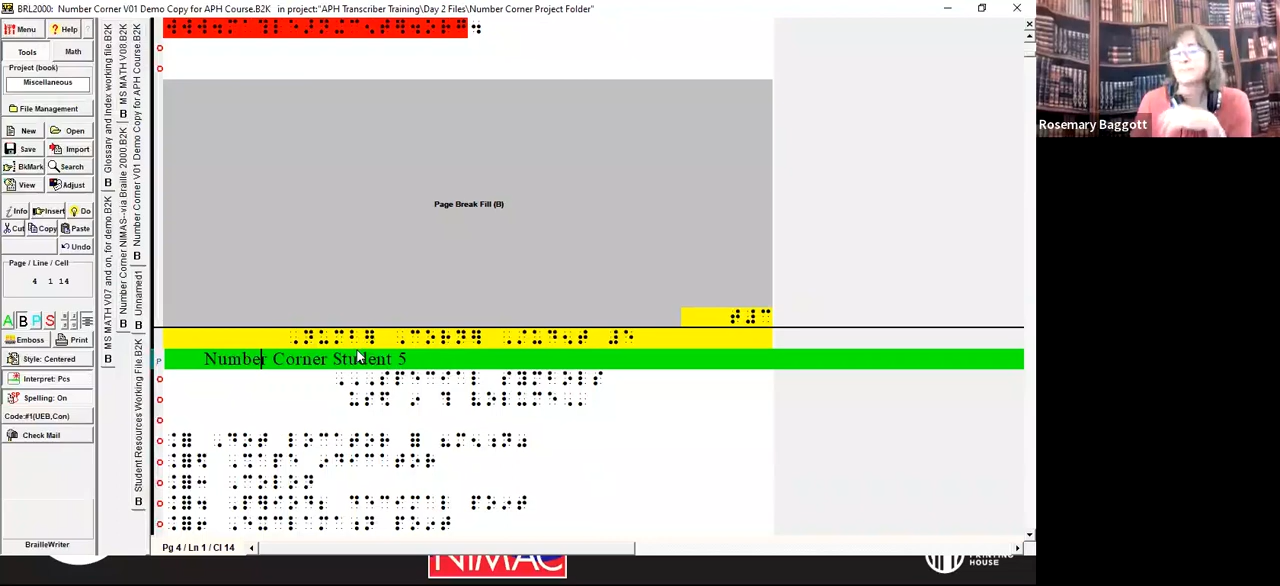 BRL2000: Number Corner V01 Demo Copy for APH Course.B2K in project:"APH Transcriber Training\Day 2 Files\Number Corner Project Folder"
Menu
? Help
Tools
Math
Project (book)
Miscellaneous
File Management
New
Open
Save
Import
BkMark
Search
View
Adjust
Info
Insert
Do
Cut
Copy
Paste
Undo
Page / Line / Cell
4 1 14
A B P S
Emboss
Print
Style: Centered
Interpret: Pcs
Spelling: On
Code:#1(UEB,Con)
Check Mail
BrailleWriter
B MS MATH V07 and on, for demo.B2K
B Glossary and Index working file.B2K
B Number Corner NIMAS--via Braille 2000.B2K
B MS MATH V08.B2K
B Student Resources Working File.B2K
B Unnamed1
B Number Corner V01 Demo Copy for APH Course.B2K
Page Break Fill (B)
P
Number Corner Student 5
Pg 4 / Ln 1 / Cl 14
Rosemary Baggott
NIMAC
HOUSE